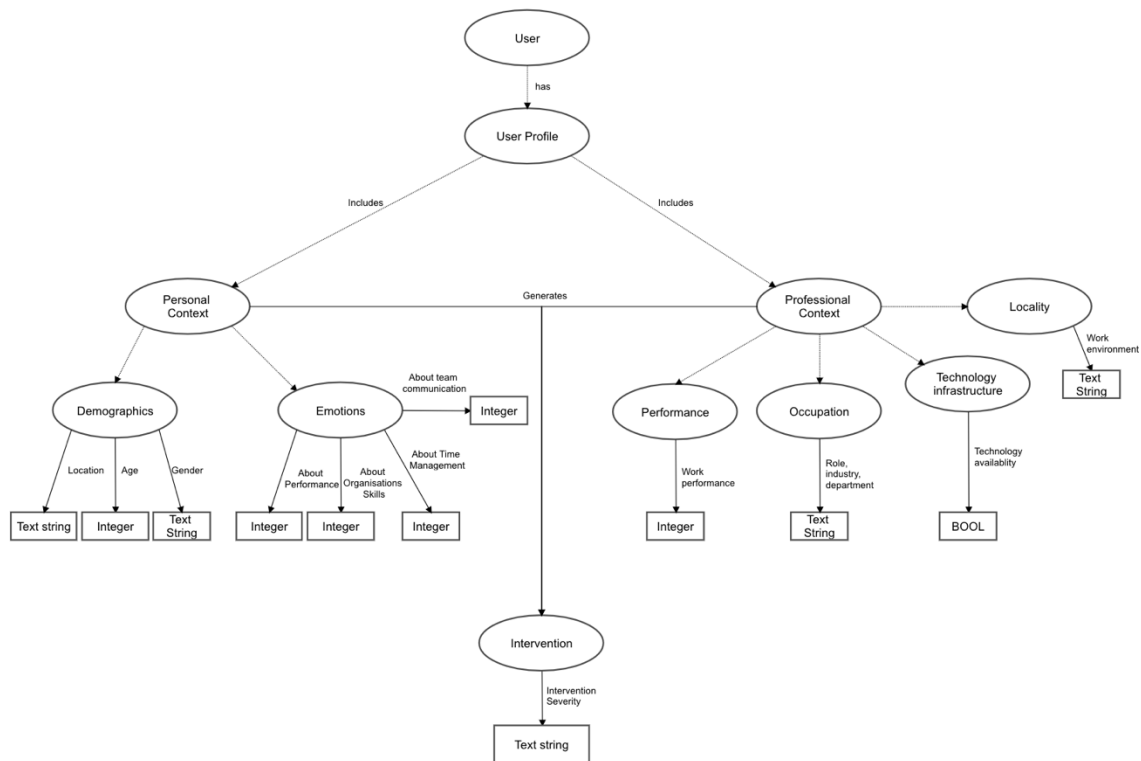 User
has
User Profile
Includes
Includes
Personal
Context
Generates
Professional
Context
Locality
Work
environment
Text
String
Demographics
Emotions
About team
communication
Integer
Performance
Occupation
Technology
infrastructure
Location
Age
Gender
About
Performance
About
Organisations
Skills
About Time
Management
Work
performance
Role,
industry,
department
Technology
availablity
Text string
Integer
Text
String
Integer
Integer
Integer
Integer
Text
String
BOOL
Intervention
Intervention
Severity
Text string